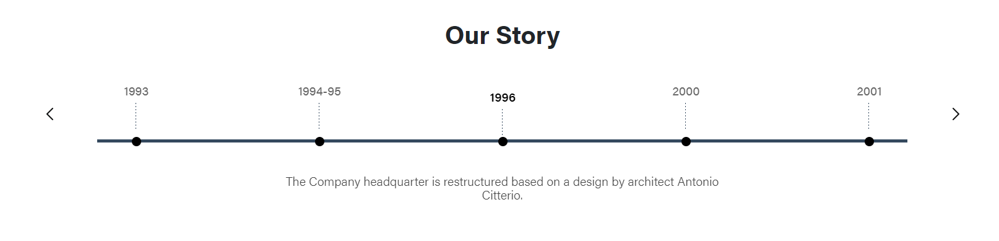 Our Story
1993
1994-95
1996
2000
2001
The Company headquarter is restructured based on a design by architect Antonio
Citterio.